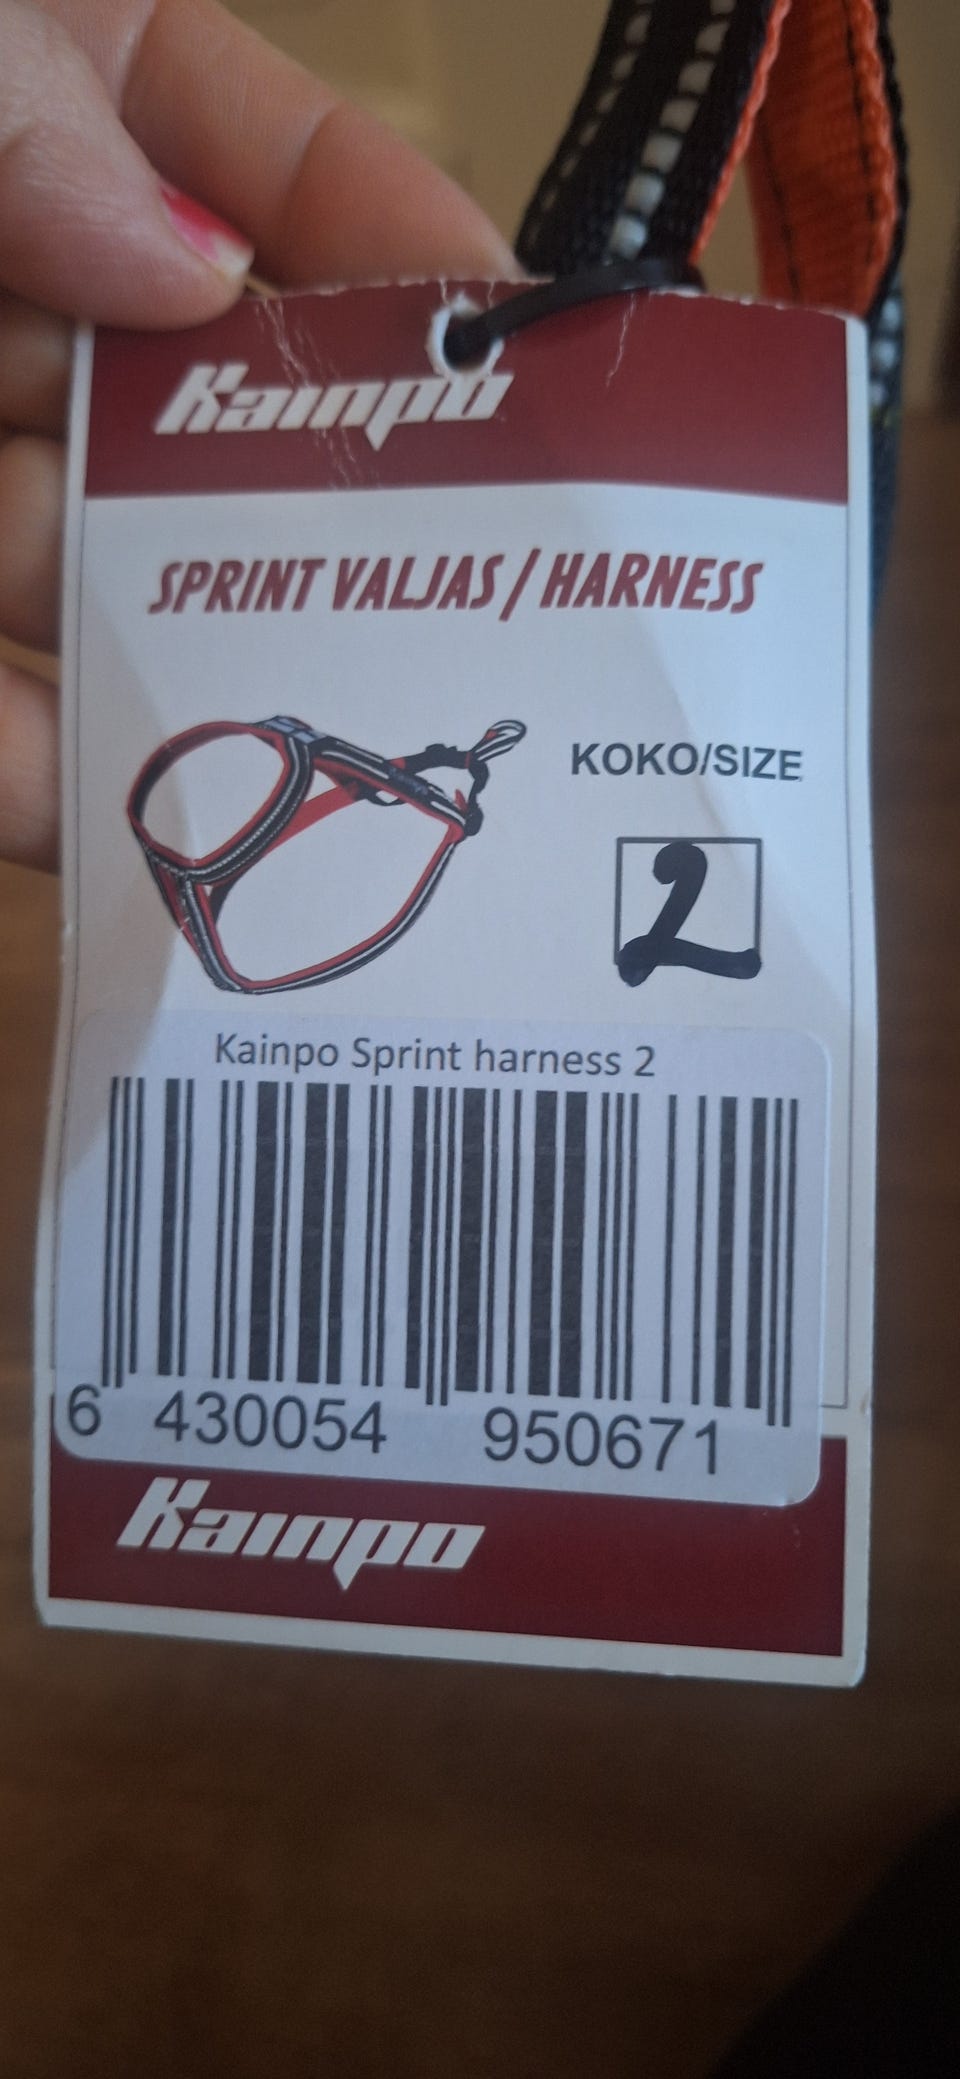 Kainpo
SPRINT VALJAS / HARNESS
KOKO/SIZE
2
Kainpo Sprint harness 2
6 430054 950671
Kainpo